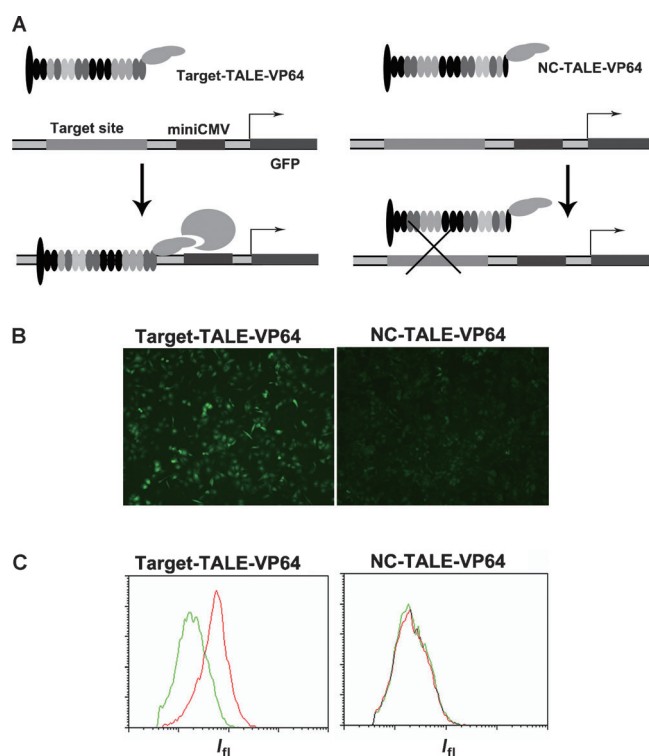 A
Target-TALE-VP64
NC-TALE-VP64
Target site
miniCMV
GFP
B
Target-TALE-VP64
NC-TALE-VP64
C
Target-TALE-VP64
NC-TALE-VP64
Ifl
Ifl